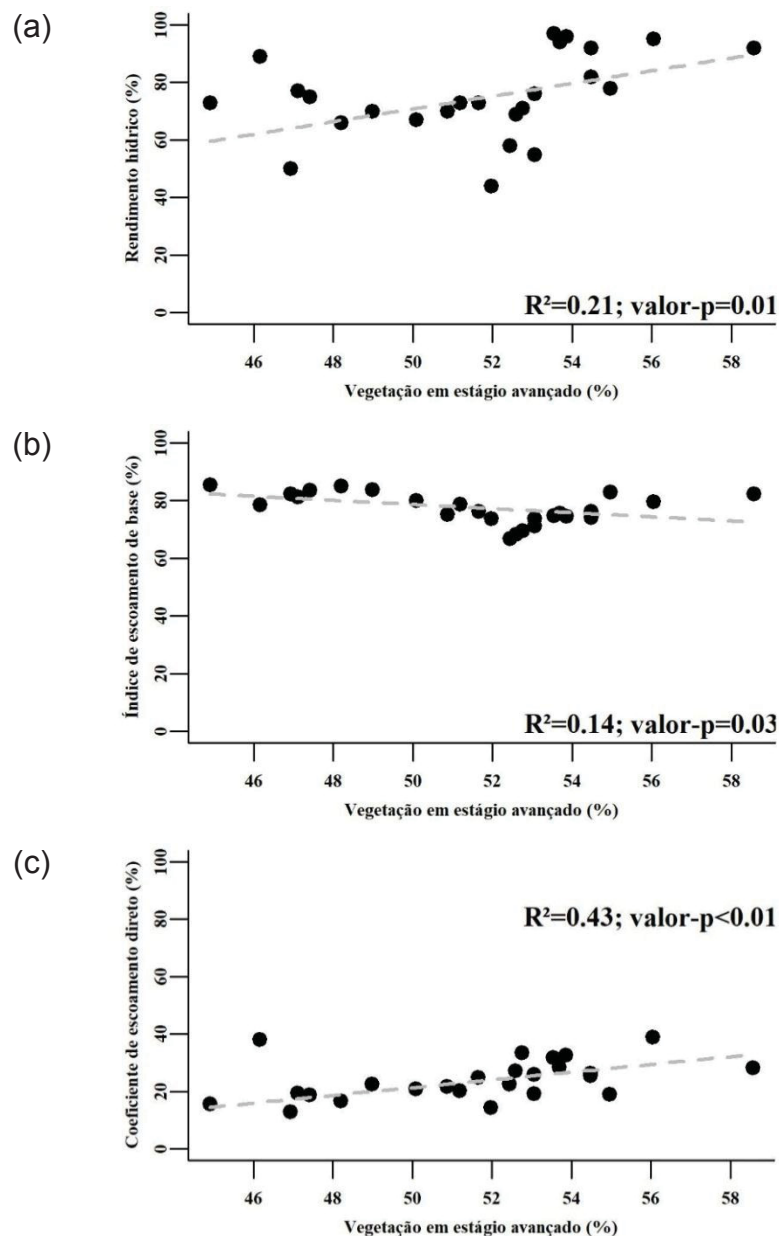 (a)
Rendimento hídrico (%)
100
80
60
40
20
0
R²=0.21; valor-p=0.01
46 48 50 52 54 56 58
Vegetação em estágio avançado (%)
(b)
Índice de escoamento de base (%)
100
80
60
40
20
0
R²=0.14; valor-p=0.03
46 48 50 52 54 56 58
Vegetação em estágio avançado (%)
(c)
Coeficiente de escoamento direto (%)
100
80
60
40
20
0
R²=0.43; valor-p<0.01
46 48 50 52 54 56 58
Vegetação em estágio avançado (%)